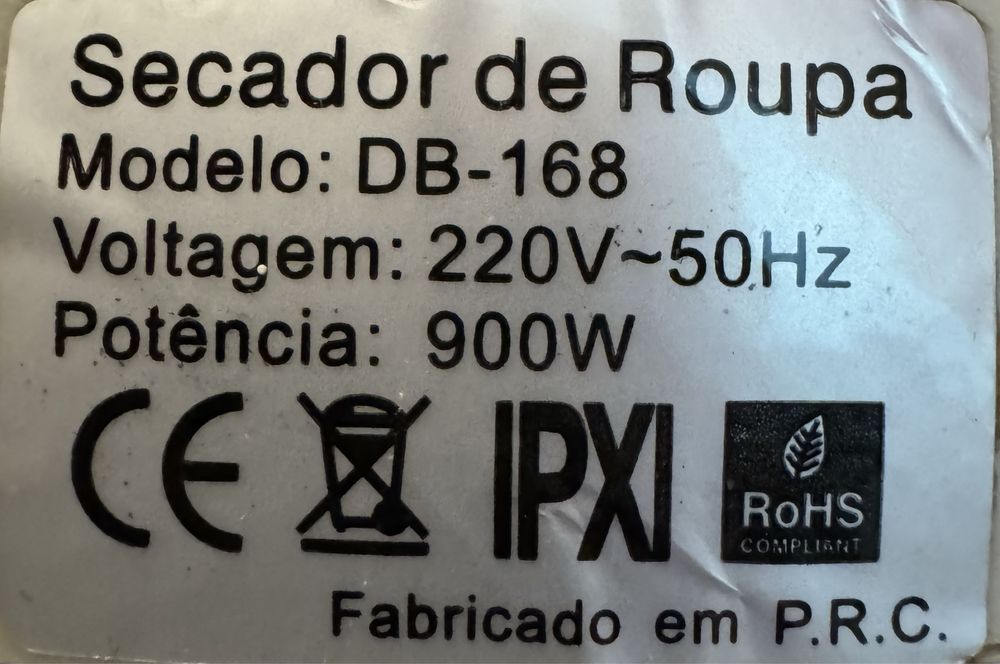 Secador de Roupa
Modelo: DB-168
Voltagem: 220V~50Hz
Potência: 900W
CE IPXI RoHS
COMPLIANT
Fabricado em P.R.C.